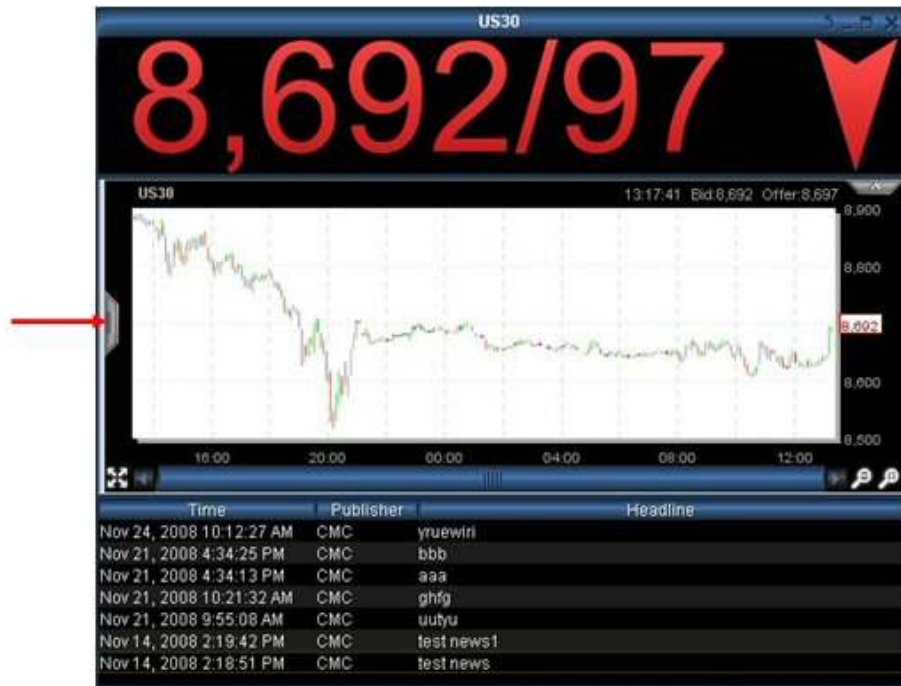 US30
8,692/97
US30 13:17:41 Bid:8,692 Offer:8,697
8,900
8,800
8,692
8,600
8,500
16:00 20:00 00:00 04:00 08:00 12:00
Time Publisher Headline
Nov 24, 2008 10:12:27 AM CMC yruewiri
Nov 21, 2008 4:34:25 PM CMC bbb
Nov 21, 2008 4:34:13 PM CMC aaa
Nov 21, 2008 10:21:32 AM CMC ghfg
Nov 21, 2008 9:55:08 AM CMC uutyu
Nov 14, 2008 2:19:42 PM CMC test news1
Nov 14, 2008 2:18:51 PM CMC test news